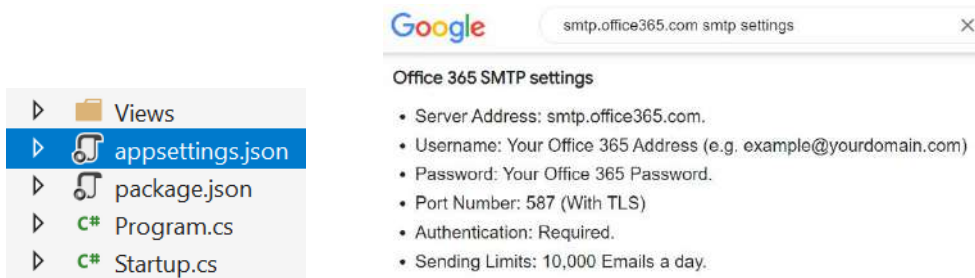 Views
appsettings.json
package.json
C# Program.cs
C# Startup.cs
Google
smtp.office365.com smtp settings
Office 365 SMTP settings
• Server Address: smtp.office365.com.
• Username: Your Office 365 Address (e.g. example@yourdomain.com)
• Password: Your Office 365 Password.
• Port Number: 587 (With TLS)
• Authentication: Required.
• Sending Limits: 10,000 Emails a day.